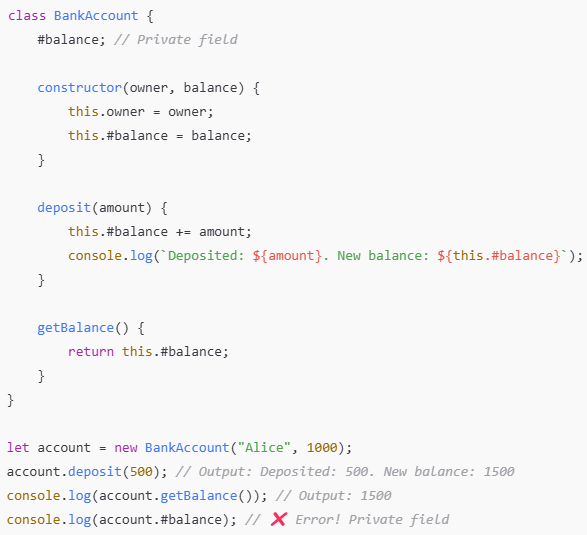 class BankAccount {
    #balance; // Private field

    constructor(owner, balance) {
        this.owner = owner;
        this.#balance = balance;
    }

    deposit(amount) {
        this.#balance += amount;
        console.log(`Deposited: ${amount}. New balance: ${this.#balance}`);
    }

    getBalance() {
        return this.#balance;
    }
}

let account = new BankAccount("Alice", 1000);
account.deposit(500); // Output: Deposited: 500. New balance: 1500
console.log(account.getBalance()); // Output: 1500
console.log(account.#balance); // ❌ Error! Private field